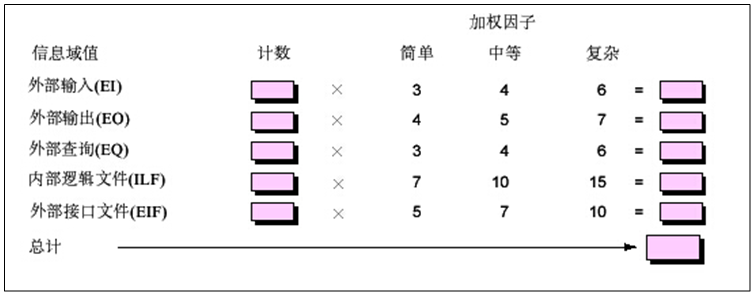 加权因子
信息域值 计数 简单 中等 复杂
外部输入(EI) × 3 4 6 =
外部输出(EO) × 4 5 7 =
外部查询(EQ) × 3 4 6 =
内部逻辑文件(ILF) × 7 10 15 =
外部接口文件(EIF) × 5 7 10 =
总计